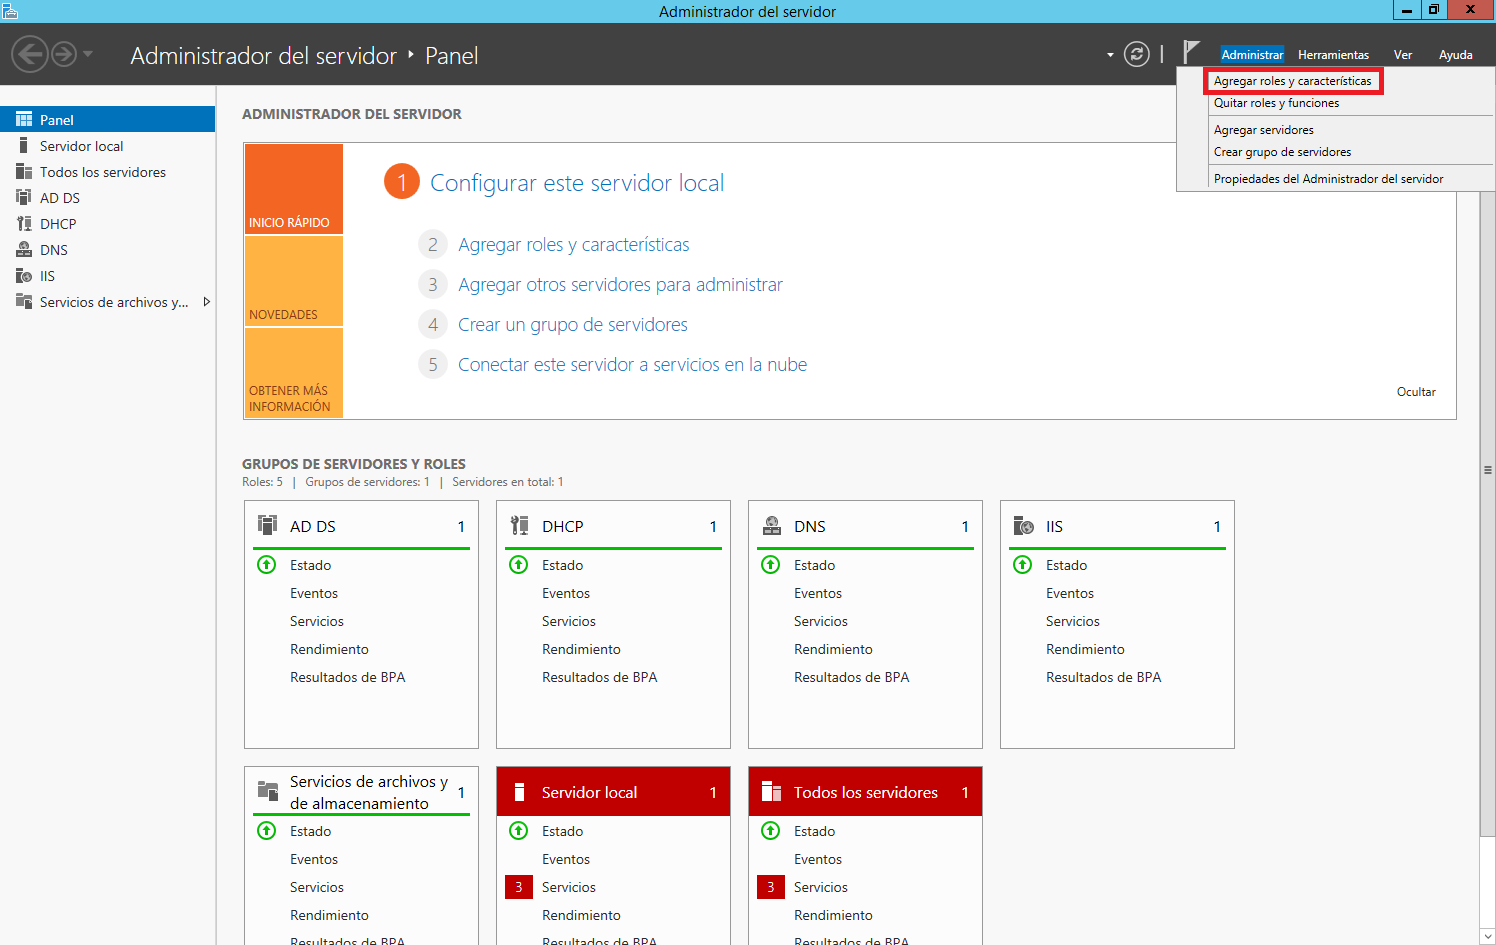 Administrador del servidor
Administrador del servidor ‣ Panel
Administrar Herramientas Ver Ayuda
Agregar roles y características
Quitar roles y funciones
Agregar servidores
Crear grupo de servidores
Propiedades del Administrador del servidor
Panel
Servidor local
Todos los servidores
AD DS
DHCP
DNS
IIS
Servicios de archivos y...
ADMINISTRADOR DEL SERVIDOR
INICIO RÁPIDO
NOVEDADES
OBTENER MÁS
INFORMACIÓN
1 Configurar este servidor local
2 Agregar roles y características
3 Agregar otros servidores para administrar
4 Crear un grupo de servidores
5 Conectar este servidor a servicios en la nube
Ocultar
GRUPOS DE SERVIDORES Y ROLES
Roles: 5 | Grupos de servidores: 1 | Servidores en total: 1
AD DS 1
Estado
Eventos
Servicios
Rendimiento
Resultados de BPA
DHCP 1
Estado
Eventos
Servicios
Rendimiento
Resultados de BPA
DNS 1
Estado
Eventos
Servicios
Rendimiento
Resultados de BPA
IIS 1
Estado
Eventos
Servicios
Rendimiento
Resultados de BPA
Servicios de archivos y
de almacenamiento 1
Estado
Eventos
Servicios
Rendimiento
Resultados de BPA
Servidor local 1
Estado
Eventos
3 Servicios
Rendimiento
Resultados de BPA
Todos los servidores 1
Estado
Eventos
3 Servicios
Rendimiento
Resultados de BPA